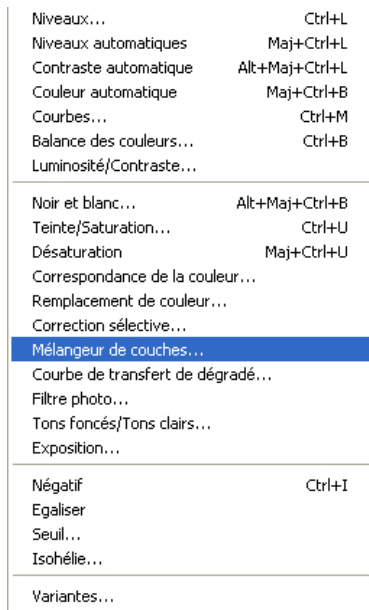 Niveaux... Ctrl+L
Niveaux automatiques Maj+Ctrl+L
Contraste automatique Alt+Maj+Ctrl+L
Couleur automatique Maj+Ctrl+B
Courbes... Ctrl+M
Balance des couleurs... Ctrl+B
Luminosité/Contraste...
Noir et blanc... Alt+Maj+Ctrl+B
Teinte/Saturation... Ctrl+U
Désaturation Maj+Ctrl+U
Correspondance de la couleur...
Remplacement de couleur...
Correction sélective...
Mélangeur de couches...
Courbe de transfert de dégradé...
Filtre photo...
Tons foncés/Tons clairs...
Exposition...
Négatif Ctrl+I
Egaliser
Seuil...
Isohélie...
Variantes...